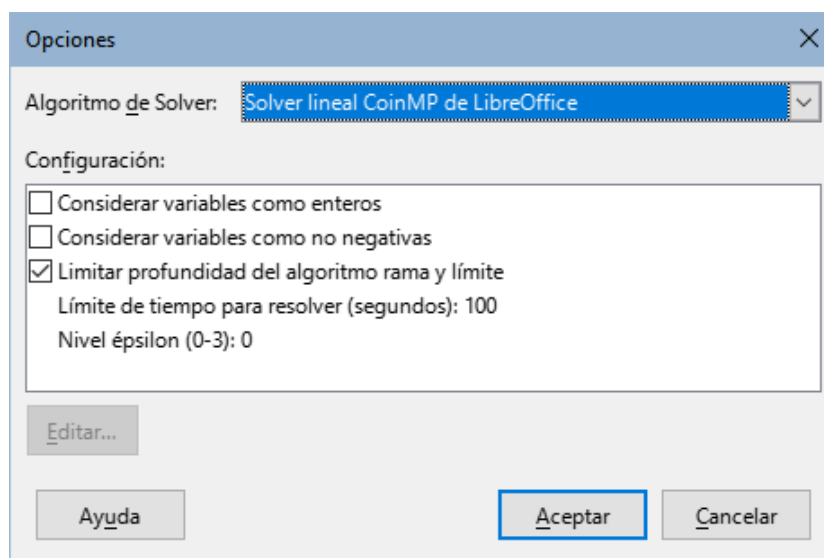 Opciones
Algoritmo de Solver: Solver lineal CoinMP de LibreOffice
Configuración:
Considerar variables como enteros
Considerar variables como no negativas
Limitar profundidad del algoritmo rama y límite
Límite de tiempo para resolver (segundos): 100
Nivel épsilon (0-3): 0
Editar...
Ayuda Aceptar Cancelar